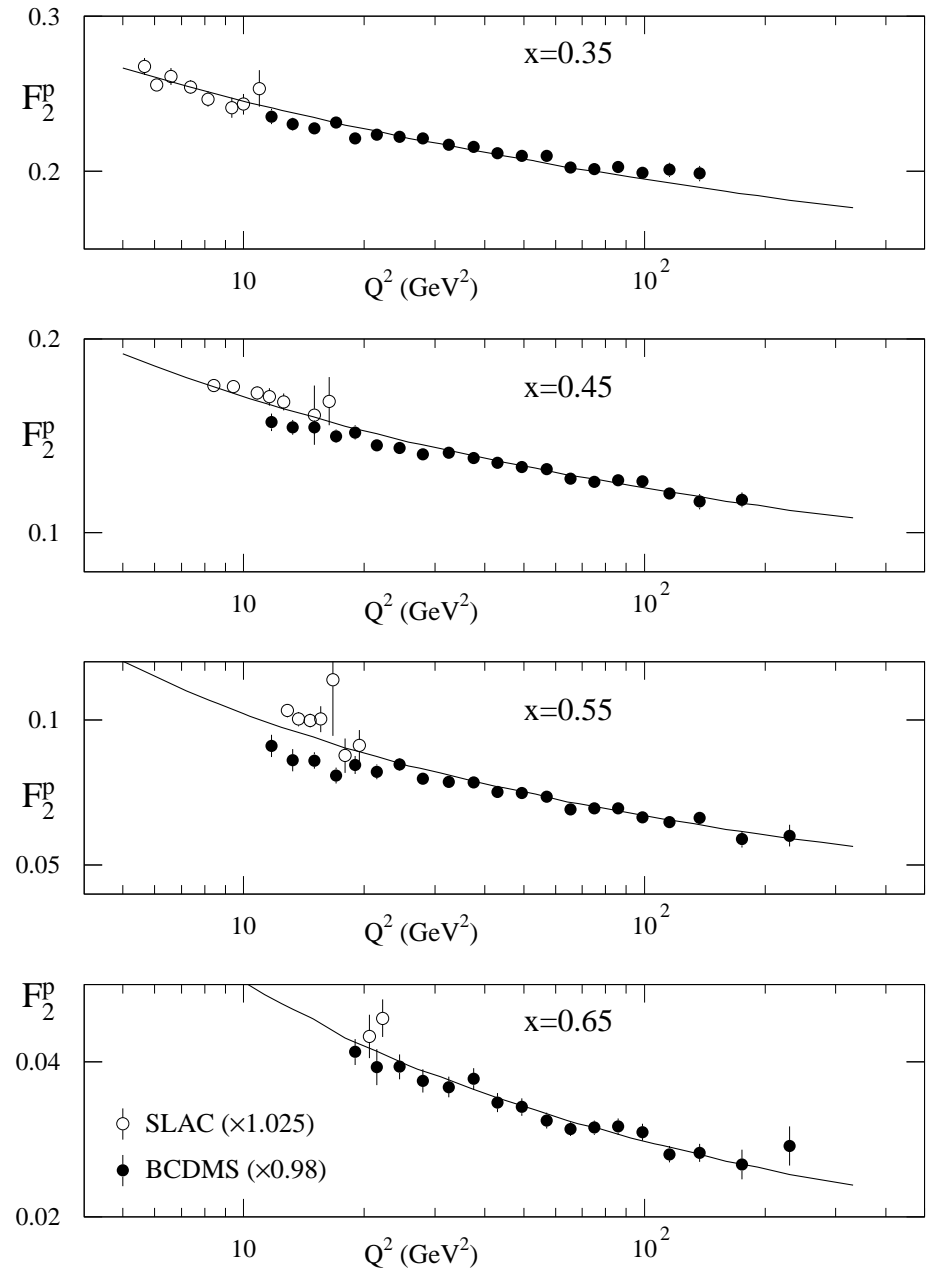 0.3
x=0.35
F₂ᵖ
0.2
10
10²
Q² (GeV²)
0.2
x=0.45
F₂ᵖ
0.1
10
10²
Q² (GeV²)
0.1
x=0.55
F₂ᵖ
0.05
10
10²
Q² (GeV²)
F₂ᵖ
x=0.65
0.04
SLAC (×1.025)
BCDMS (×0.98)
0.02
10
10²
Q² (GeV²)